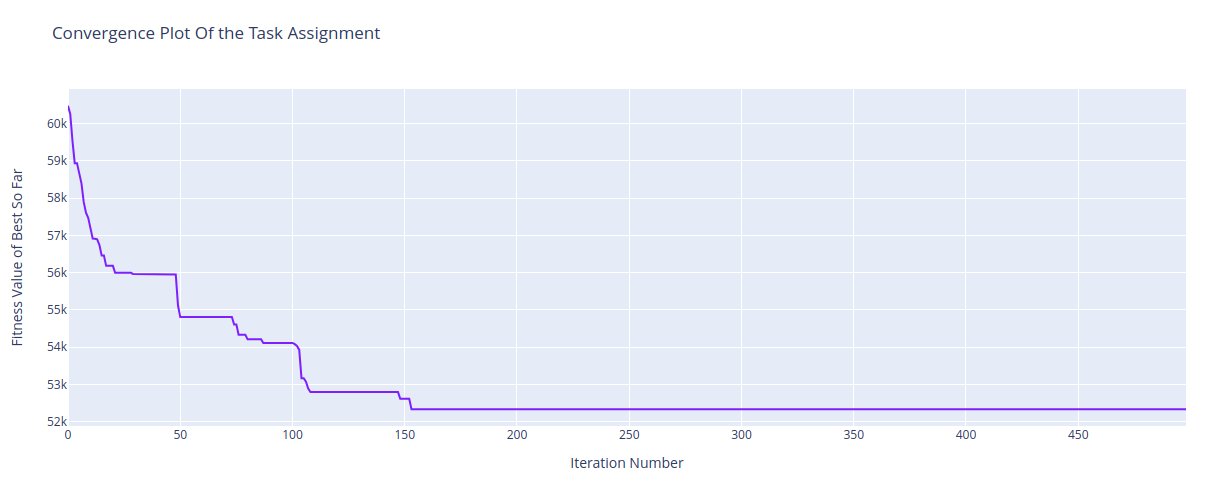 Convergence Plot Of the Task Assignment
Fitness Value of Best So Far
60k
59k
58k
57k
56k
55k
54k
53k
52k
0 50 100 150 200 250 300 350 400 450
Iteration Number